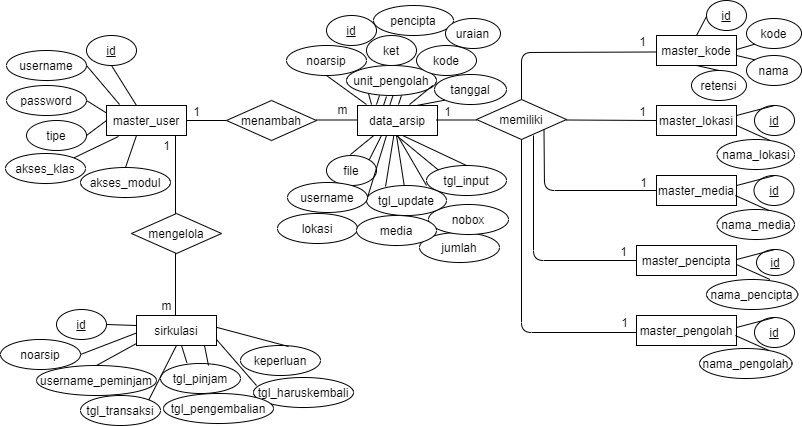 id
username
password
tipe
akses_klas
akses_modul
master_user
1
1
menambah
m
id
pencipta
uraian
ket
noarsip
kode
unit_pengolah
tanggal
data_arsip
1
memiliki
file
tgl_input
username
tgl_update
nobox
lokasi
media
jumlah
1
master_kode
id
kode
nama
retensi
1
master_lokasi
id
nama_lokasi
1
master_media
id
nama_media
1
master_pencipta
id
nama_pencipta
1
master_pengolah
id
nama_pengolah
mengelola
m
sirkulasi
id
noarsip
username_peminjam
tgl_transaksi
tgl_pinjam
tgl_pengembalian
keperluan
tgl_haruskembali